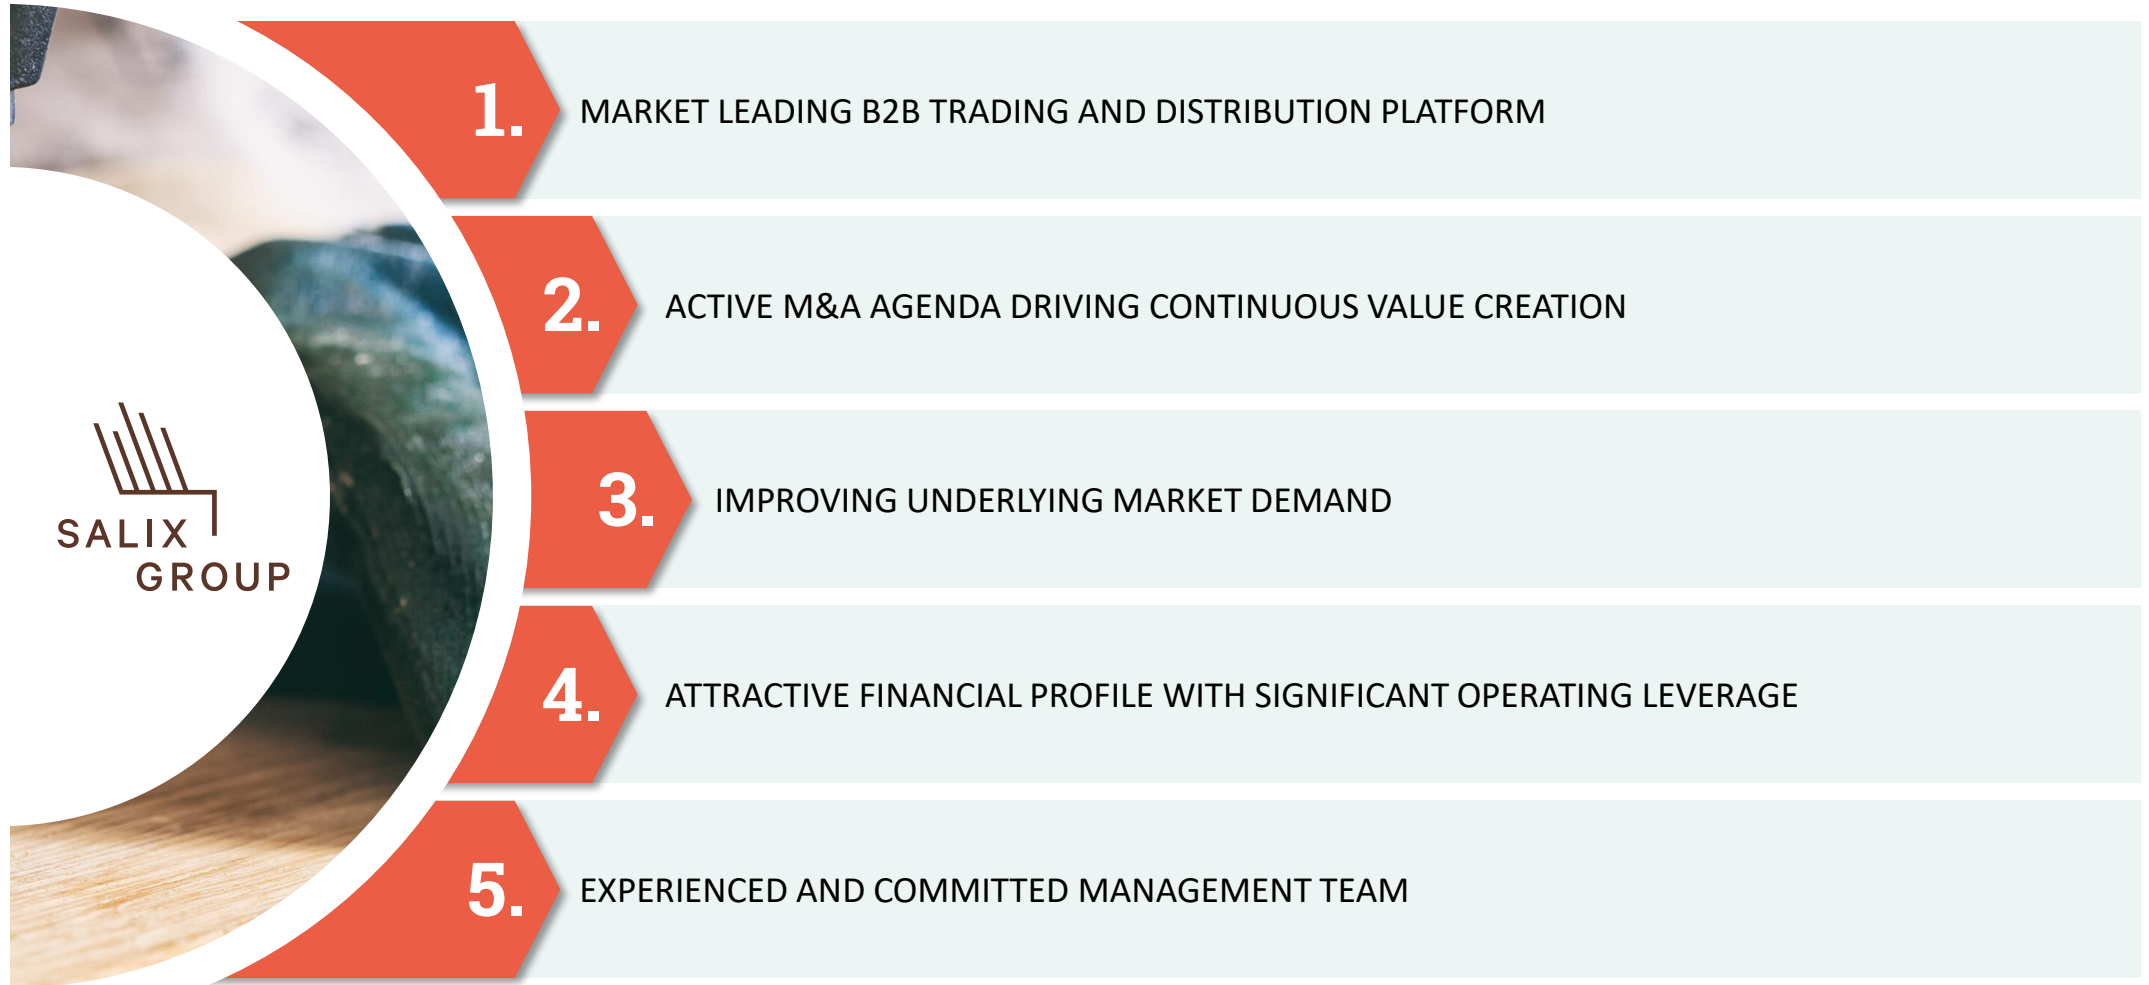 SALIX
GROUP
1. MARKET LEADING B2B TRADING AND DISTRIBUTION PLATFORM
2. ACTIVE M&A AGENDA DRIVING CONTINUOUS VALUE CREATION
3. IMPROVING UNDERLYING MARKET DEMAND
4. ATTRACTIVE FINANCIAL PROFILE WITH SIGNIFICANT OPERATING LEVERAGE
5. EXPERIENCED AND COMMITTED MANAGEMENT TEAM